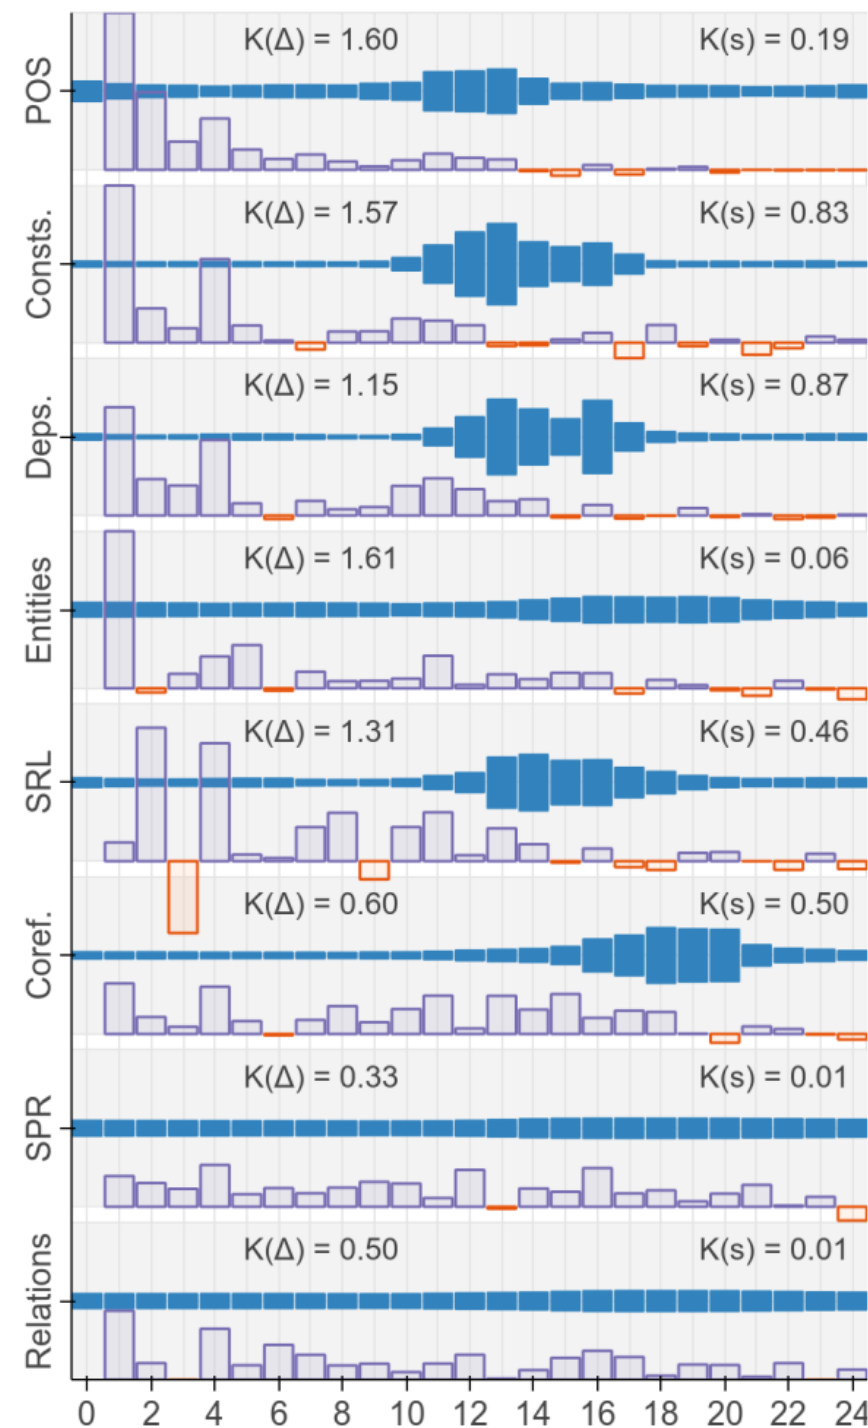 POS
K(Δ) = 1.60
K(s) = 0.19
Consts.
K(Δ) = 1.57
K(s) = 0.83
Deps.
K(Δ) = 1.15
K(s) = 0.87
Entities
K(Δ) = 1.61
K(s) = 0.06
SRL
K(Δ) = 1.31
K(s) = 0.46
Coref.
K(Δ) = 0.60
K(s) = 0.50
SPR
K(Δ) = 0.33
K(s) = 0.01
Relations
K(Δ) = 0.50
K(s) = 0.01
0 2 4 6 8 10 12 14 16 18 20 22 24